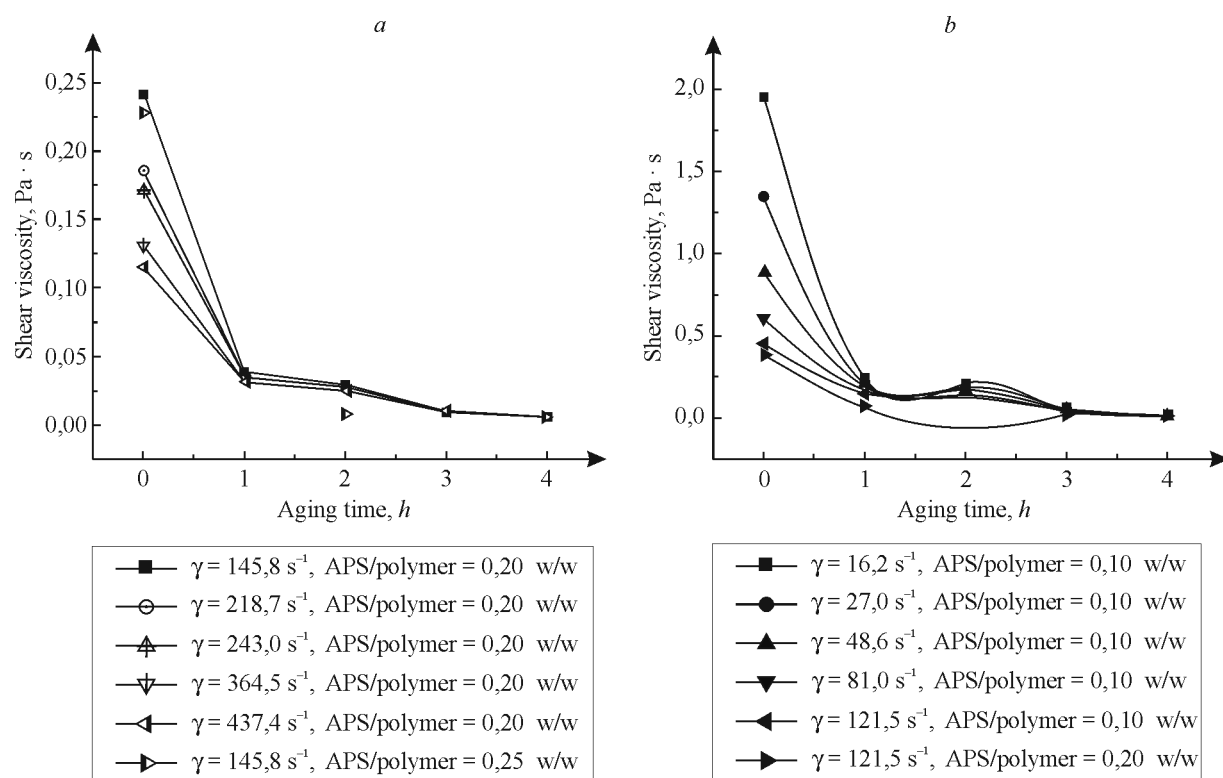 a
0,25
0,20
0,15
0,10
0,05
0,00
Shear viscosity, Pa · s
0 1 2 3 4
Aging time, h
γ = 145,8 s⁻¹, APS/polymer = 0,20 w/w
γ = 218,7 s⁻¹, APS/polymer = 0,20 w/w
γ = 243,0 s⁻¹, APS/polymer = 0,20 w/w
γ = 364,5 s⁻¹, APS/polymer = 0,20 w/w
γ = 437,4 s⁻¹, APS/polymer = 0,20 w/w
γ = 145,8 s⁻¹, APS/polymer = 0,25 w/w
b
2,0
1,5
1,0
0,5
0,0
Shear viscosity, Pa · s
0 1 2 3 4
Aging time, h
γ = 16,2 s⁻¹, APS/polymer = 0,10 w/w
γ = 27,0 s⁻¹, APS/polymer = 0,10 w/w
γ = 48,6 s⁻¹, APS/polymer = 0,10 w/w
γ = 81,0 s⁻¹, APS/polymer = 0,10 w/w
γ = 121,5 s⁻¹, APS/polymer = 0,10 w/w
γ = 121,5 s⁻¹, APS/polymer = 0,20 w/w